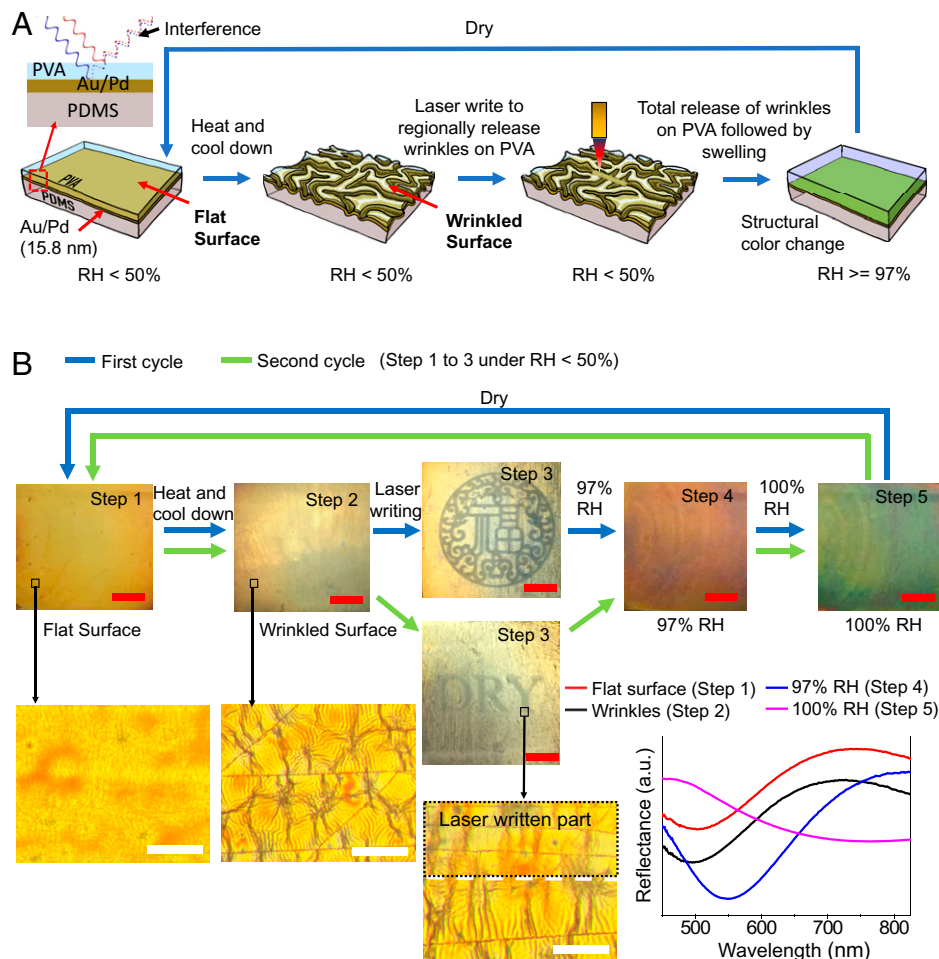 A
Interference
Dry
PVA
Au/Pd
PDMS
Heat and
cool down
Laser write to
regionally release
wrinkles on PVA
Total release of wrinkles
on PVA followed by
swelling
PVA
PDMS
Au/Pd
(15.8 nm)
Flat
Surface
Wrinkled
Surface
Structural
color change
RH < 50%
RH < 50%
RH < 50%
RH >= 97%
B
First cycle
Second cycle
(Step 1 to 3 under RH < 50%)
Dry
Step 1
Heat and
cool down
Step 2
Laser
writing
Step 3
福
97%
RH
Step 4
100%
RH
Step 5
Flat Surface
Wrinkled Surface
Step 3
DRY
97% RH
100% RH
Flat surface (Step 1)
97% RH (Step 4)
Wrinkles (Step 2)
100% RH (Step 5)
Laser written part
Reflectance (a.u.)
500
600
700
800
Wavelength (nm)